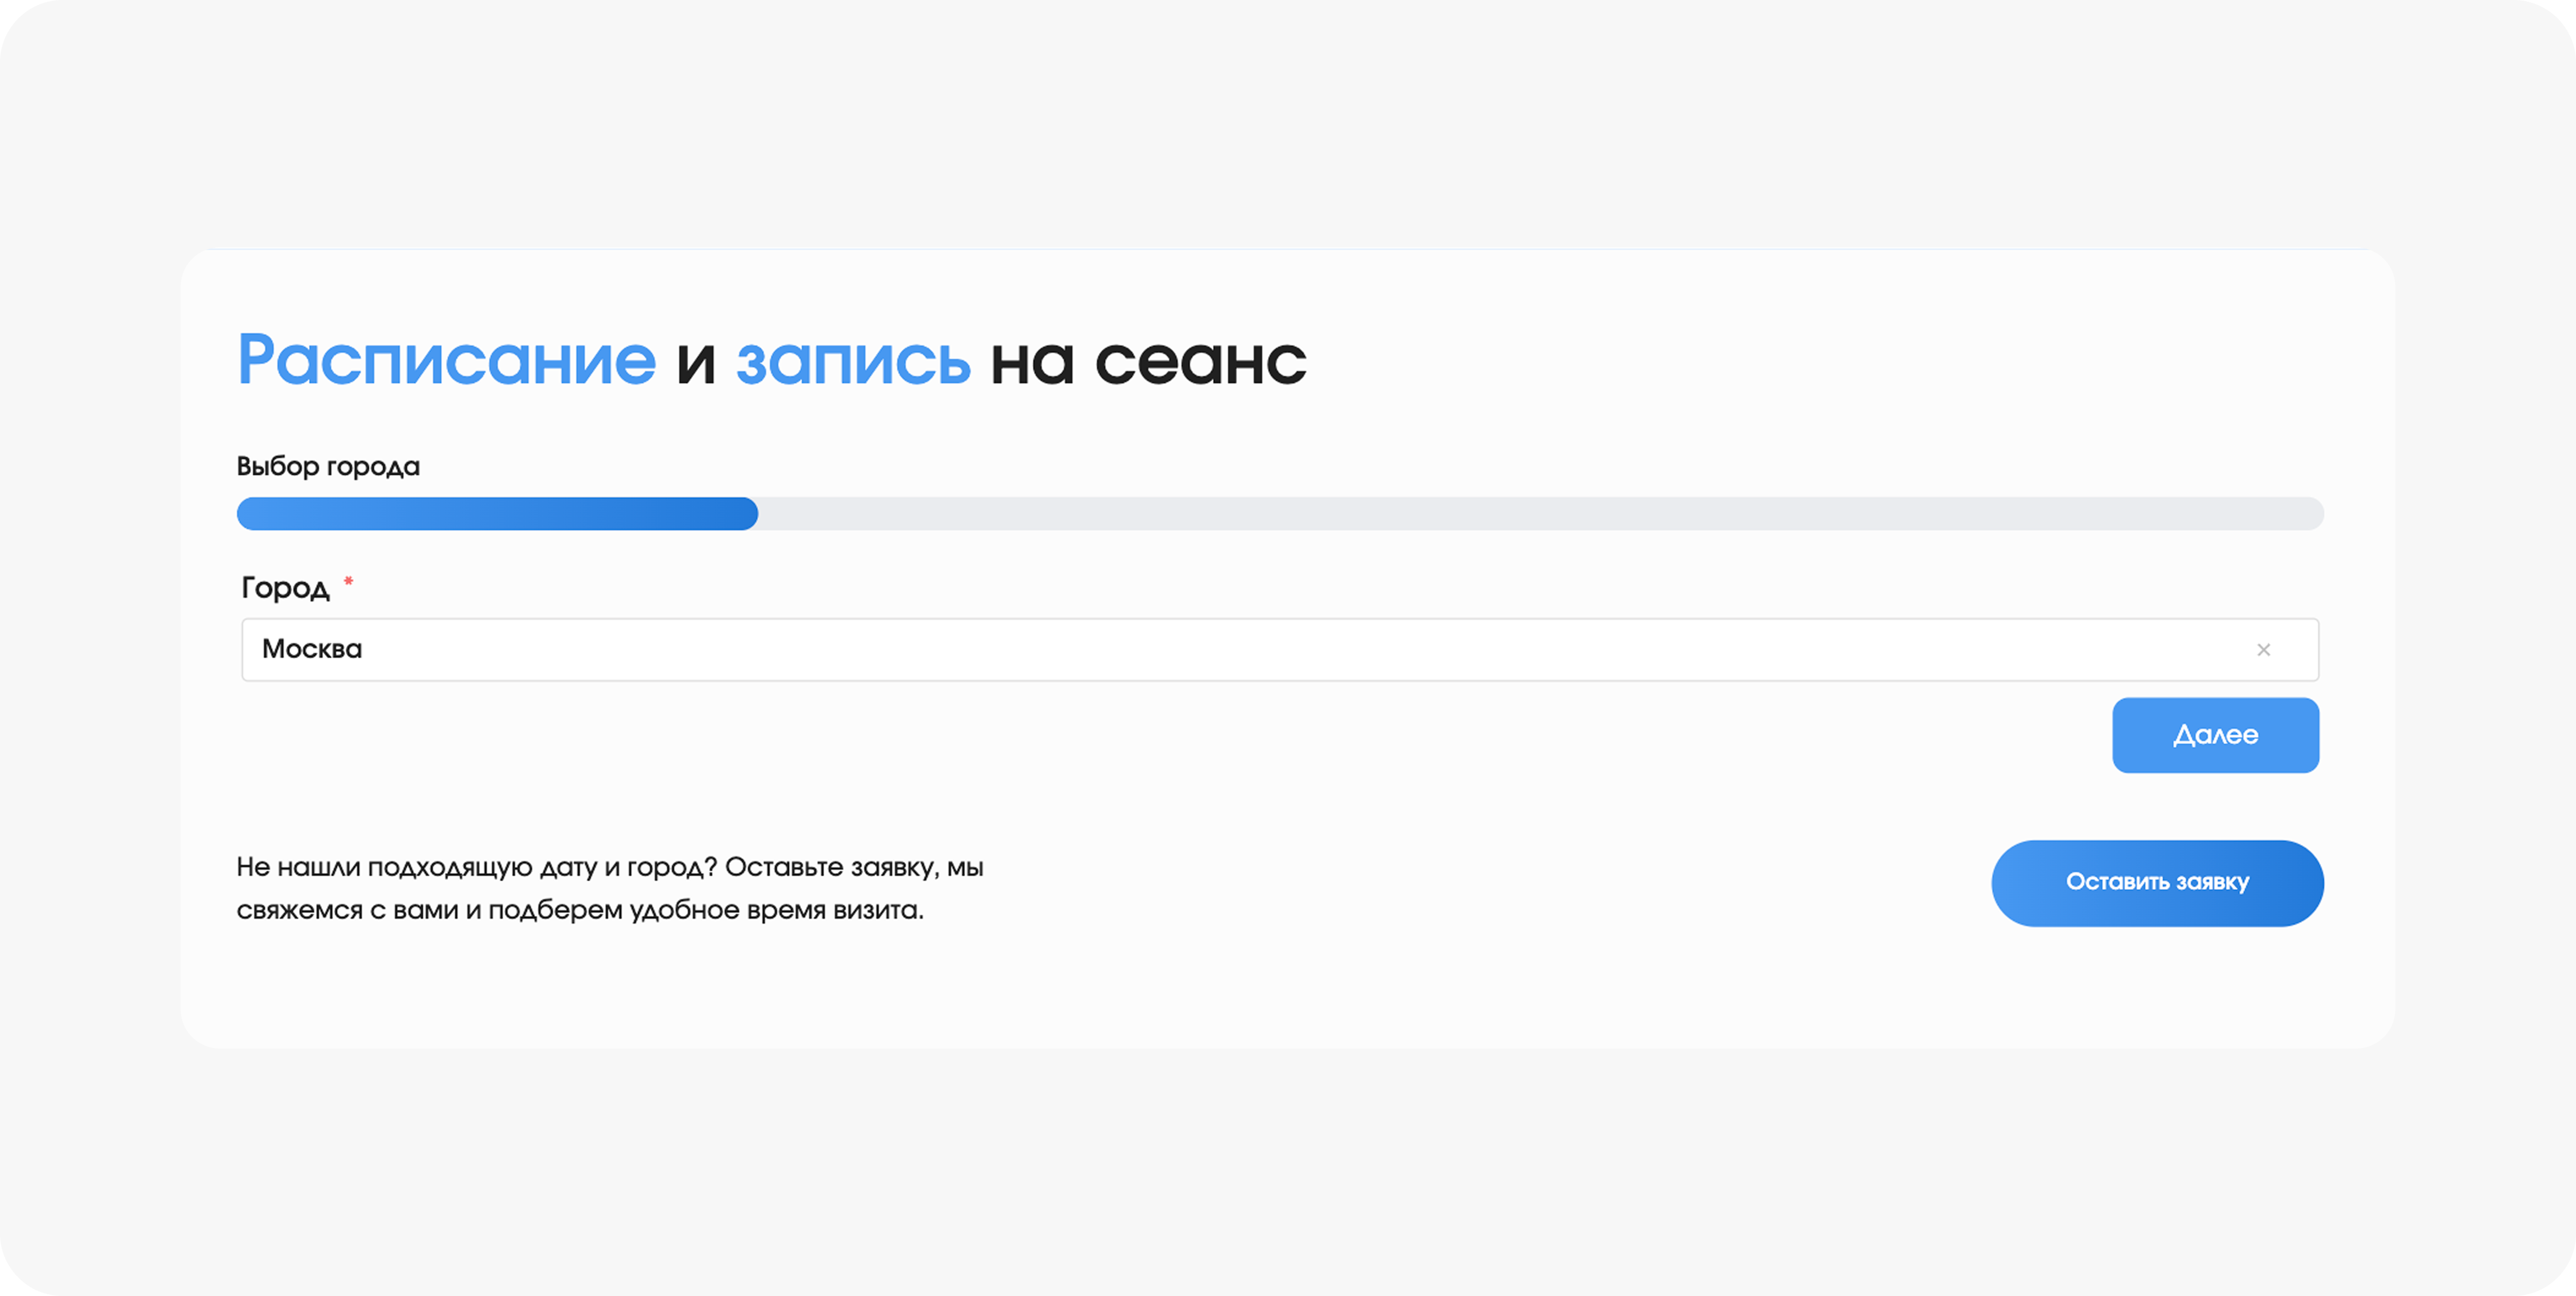 Расписание и запись на сеанс
Выбор города
Город *
Москва
Далее
Не нашли подходящую дату и город? Оставьте заявку, мы
свяжемся с вами и подберем удобное время визита.
Оставить заявку